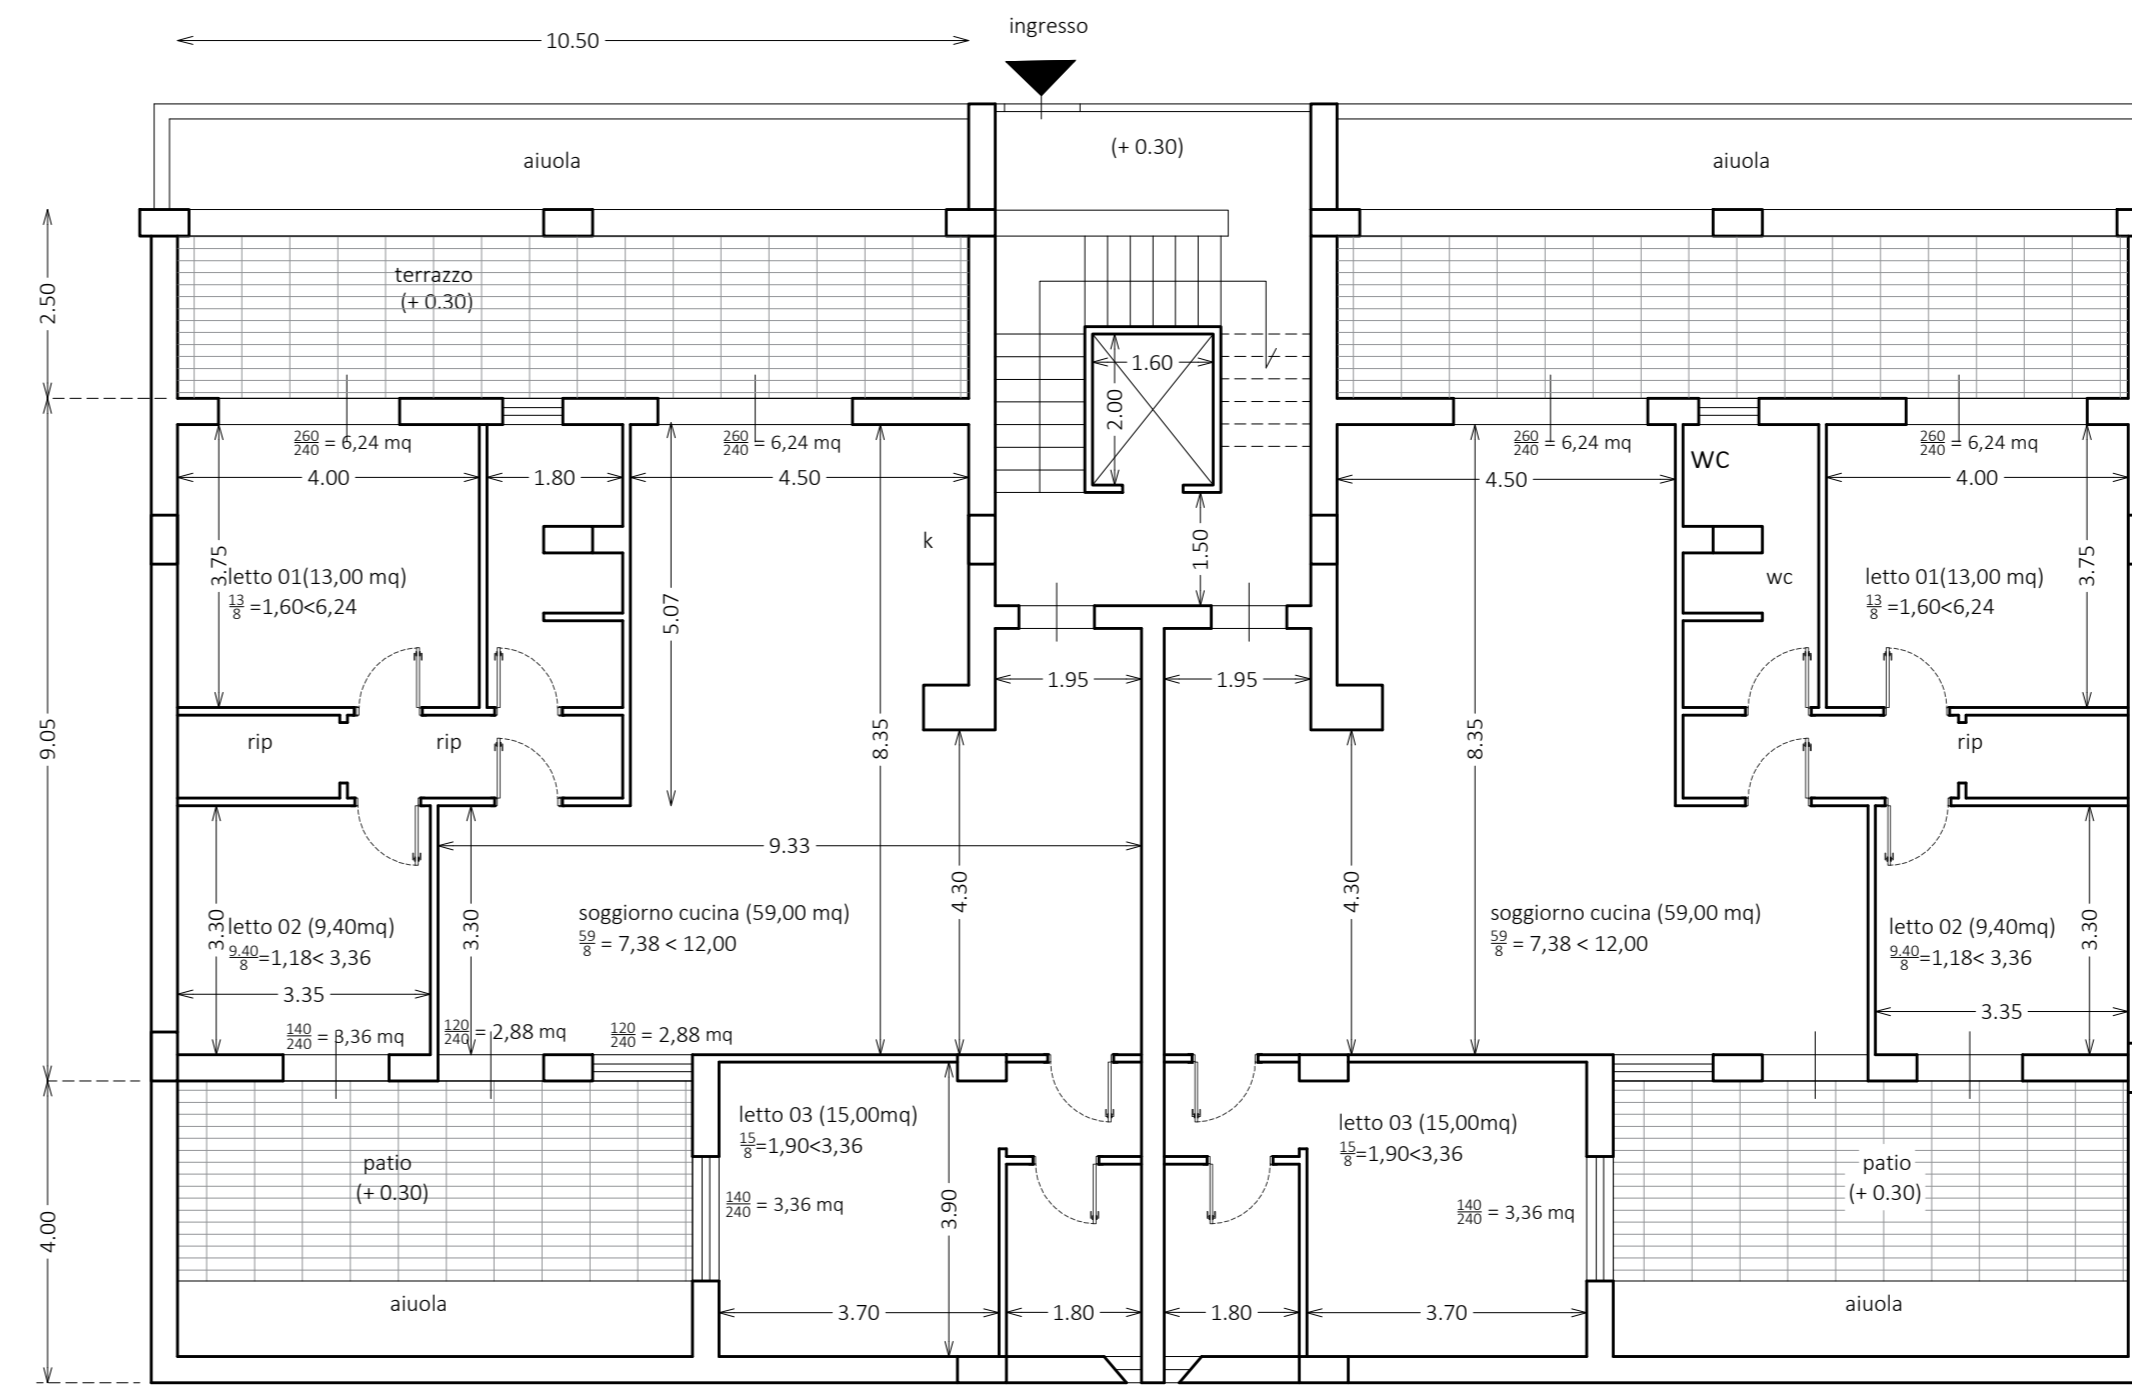 ingresso
10.50
aiuola
(+ 0.30)
aiuola
2.50
terrazzo
(+ 0.30)
1.60
2.00
260/240 = 6,24 mq
260/240 = 6,24 mq
260/240 = 6,24 mq
260/240 = 6,24 mq
wc
4.00
1.80
4.50
4.50
4.00
k
1.50
3.75
letto 01(13,00 mq)
13/8 =1,60<6,24
5.07
wc
letto 01(13,00 mq)
13/8 =1,60<6,24
3.75
1.95
1.95
9.05
rip
rip
8.35
8.35
rip
9.33
4.30
4.30
3.30
letto 02 (9,40mq)
9.40/8=1,18< 3,36
3.30
soggiorno cucina (59,00 mq)
59/8 = 7,38 < 12,00
soggiorno cucina (59,00 mq)
59/8 = 7,38 < 12,00
letto 02 (9,40mq)
9.40/8=1,18< 3,36
3.30
3.35
3.35
140/240 = 3,36 mq
120/240 = 2,88 mq
120/240 = 2,88 mq
letto 03 (15,00mq)
15/8=1,90<3,36
letto 03 (15,00mq)
15/8=1,90<3,36
patio
(+ 0.30)
patio
(+ 0.30)
140/240 = 3,36 mq
140/240 = 3,36 mq
4.00
3.90
aiuola
3.70
1.80
1.80
3.70
aiuola